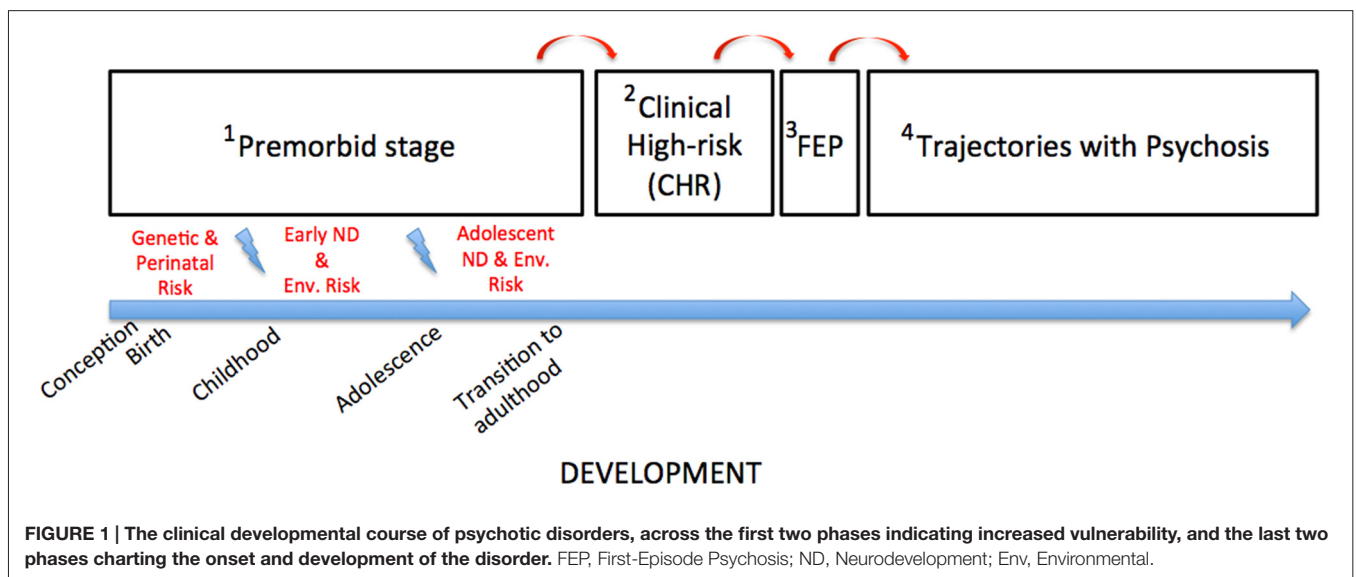 ¹Premorbid stage
²Clinical
High-risk
(CHR)
³FEP
⁴Trajectories with Psychosis
Genetic &
Perinatal
Risk
Early ND
&
Env. Risk
Adolescent
ND & Env.
Risk
Conception
Birth
Childhood
Adolescence
Transition to
adulthood
DEVELOPMENT
FIGURE 1 | The clinical developmental course of psychotic disorders, across the first two phases indicating increased vulnerability, and the last two
phases charting the onset and development of the disorder. FEP, First-Episode Psychosis; ND, Neurodevelopment; Env, Environmental.